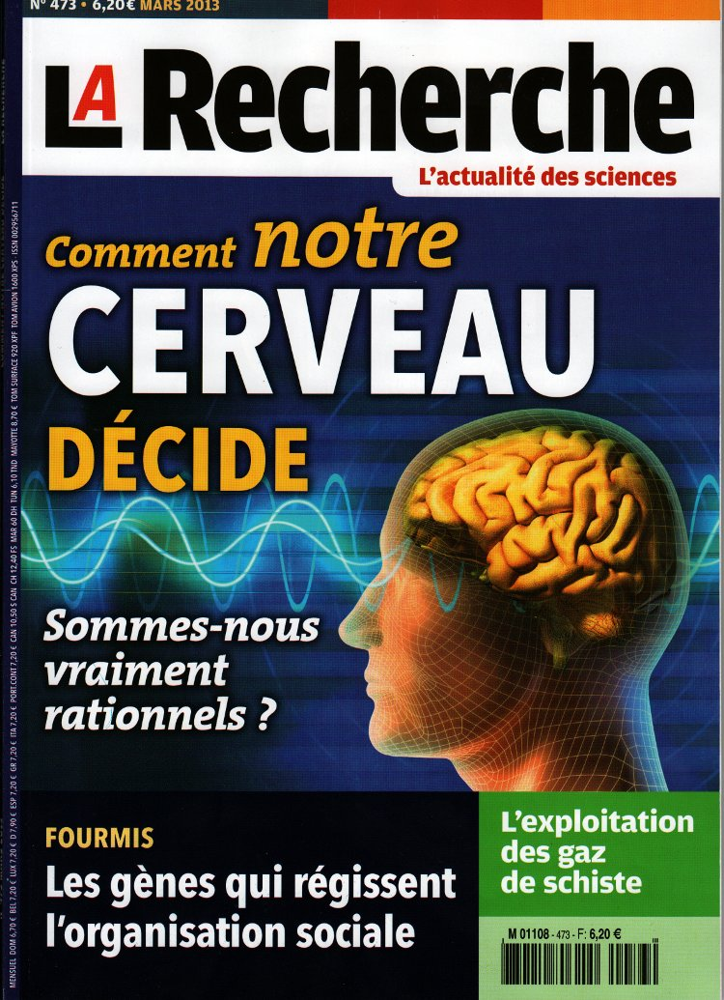 N° 473 • 6,20 € MARS 2013
LA Recherche
L'actualité des sciences
Comment notre
CERVEAU
DÉCIDE
Sommes-nous
vraiment
rationnels ?
FOURMIS
Les gènes qui régissent
l'organisation sociale
L'exploitation
des gaz
de schiste
M 01108 - 473 - F: 6,20 €
MENSUEL DOM 6,70 € BEL 7,20 € LUX 7,20 € D 7,90 € ESP 7,20 € GR 7,20 € ITA 7,20 € PORT.CONT 7,20 € CAN 10,50 $ CAN CH 12,40 FS MAR 60 DH TUN 6,10 TND MAYOTTE 8,70 € TOM SURFACE 920 XPF TOM AVION 1600 XPS ISSN 002956711